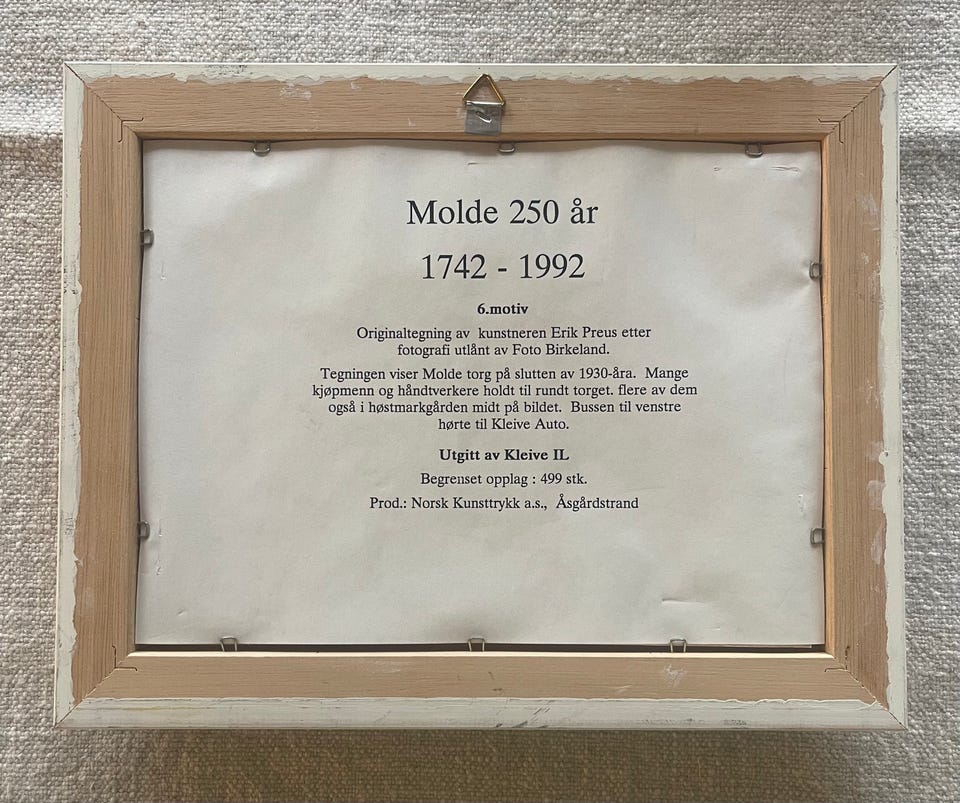 Molde 250 år
1742 - 1992
6.motiv
Originaltegning av kunstneren Erik Preus etter
fotografi utlånt av Foto Birkeland.
Tegningen viser Molde torg på slutten av 1930-åra. Mange
kjøpmenn og håndtverkere holdt til rundt torget. flere av dem
også i høstmarkgården midt på bildet. Bussen til venstre
hørte til Kleive Auto.
Utgitt av Kleive IL
Begrenset opplag : 499 stk.
Prod.: Norsk Kunsttrykk a.s., Åsgårdstrand